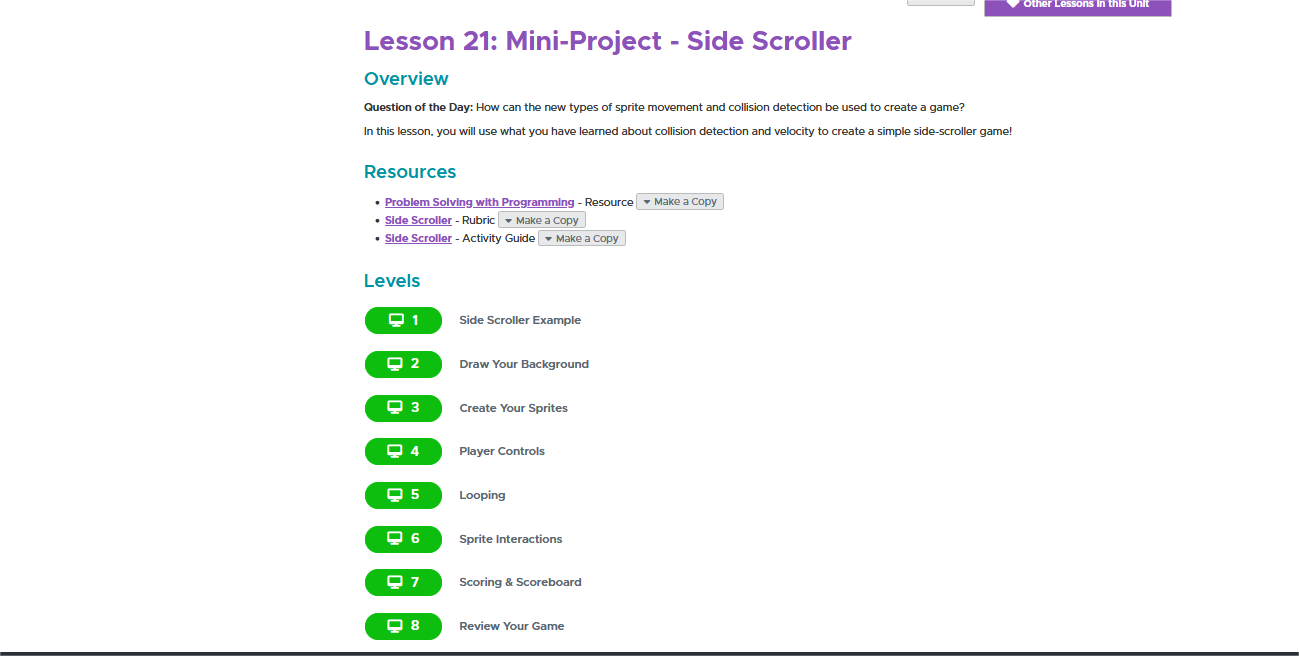 Other Lessons in this Unit
Lesson 21: Mini-Project - Side Scroller
Overview
Question of the Day: How can the new types of sprite movement and collision detection be used to create a game?
In this lesson, you will use what you have learned about collision detection and velocity to create a simple side-scroller game!
Resources
• Problem Solving with Programming - Resource Make a Copy
• Side Scroller - Rubric Make a Copy
• Side Scroller - Activity Guide Make a Copy
Levels
1 Side Scroller Example
2 Draw Your Background
3 Create Your Sprites
4 Player Controls
5 Looping
6 Sprite Interactions
7 Scoring & Scoreboard
8 Review Your Game